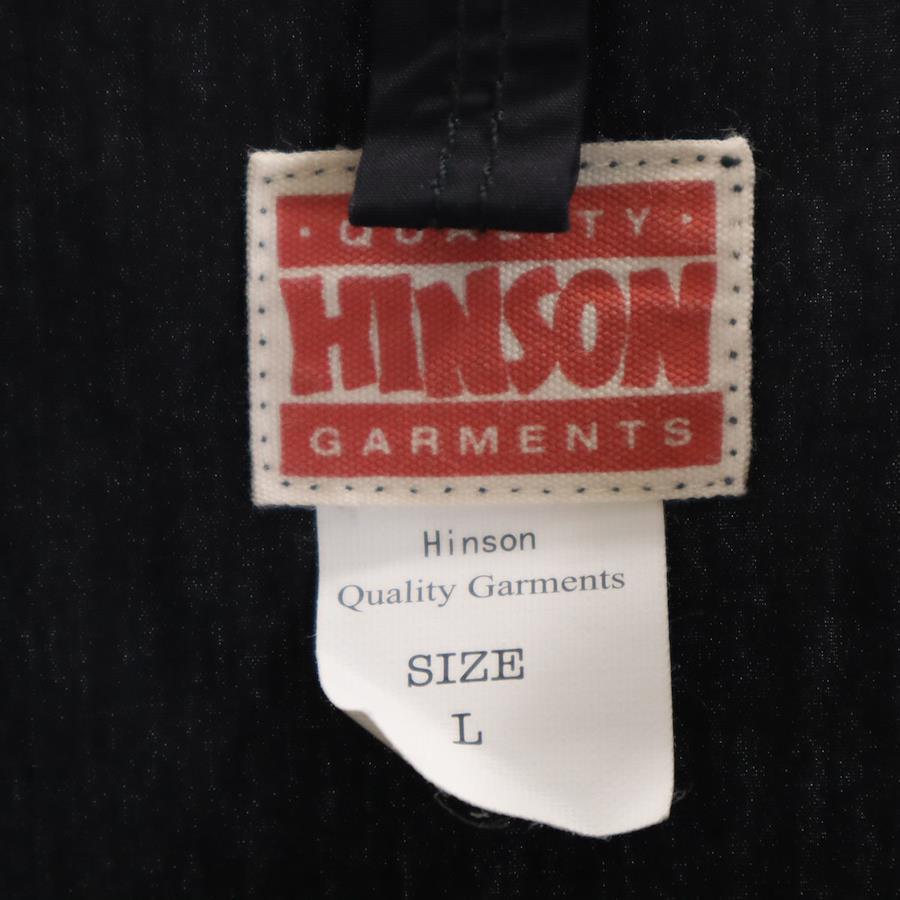 · QUALITY ·
HINSON
GARMENTS
Hinson
Quality Garments
SIZE
L